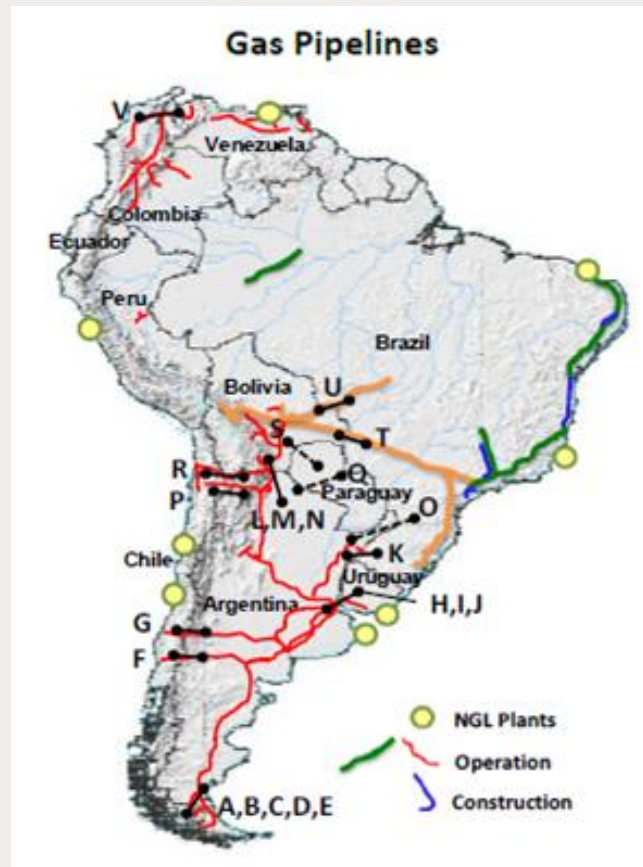 Gas Pipelines
V
Venezuela
Colombia
Ecuador
Peru
Brazil
Bolivia
U
S
T
R
Q
P
Paraguay
L,M,N
O
K
Chile
Uruguay
Argentina
H,I,J
G
F
NGL Plants
Operation
A,B,C,D,E
Construction